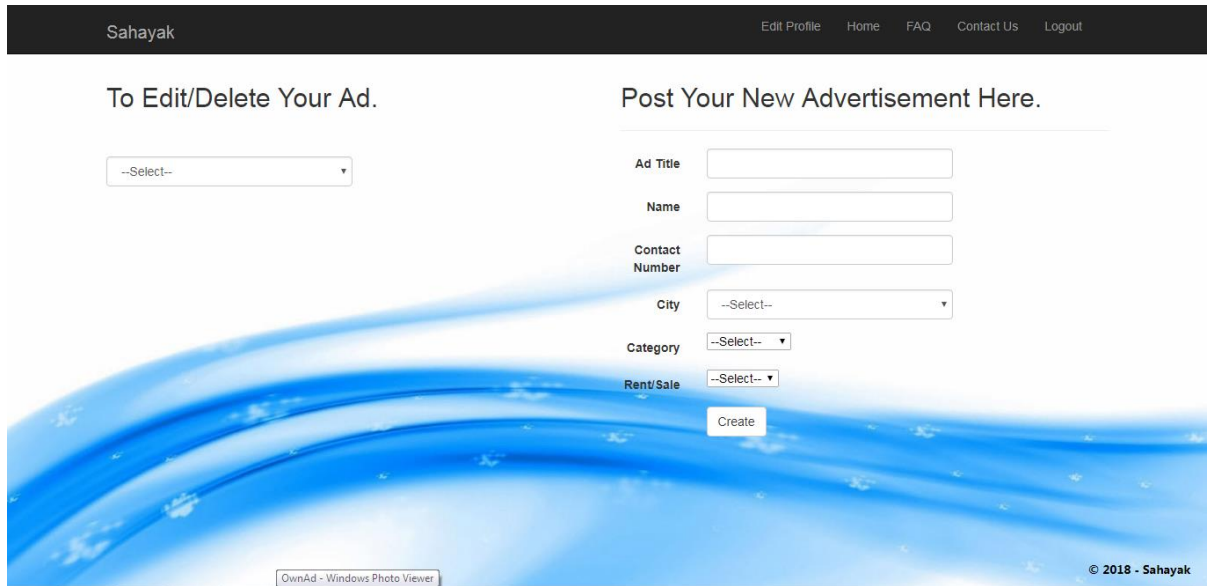 Sahayak
Edit Profile Home FAQ Contact Us Logout
To Edit/Delete Your Ad.
--Select--
Post Your New Advertisement Here.
Ad Title
Name
Contact
Number
City --Select--
Category --Select--
Rent/Sale --Select--
Create
OwnAd - Windows Photo Viewer
© 2018 - Sahayak